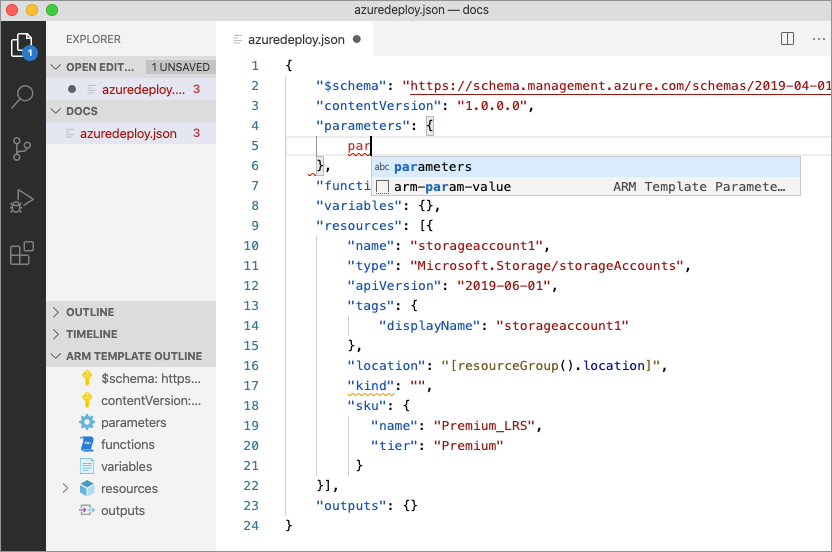 azuredeploy.json — docs
1
EXPLORER
OPEN EDIT... 1 UNSAVED
azuredeploy.... 3
DOCS
azuredeploy.json 3
OUTLINE
TIMELINE
ARM TEMPLATE OUTLINE
$schema: https...
contentVersion:...
parameters
functions
variables
resources
outputs
azuredeploy.json
1 {
2 "$schema": "https://schema.management.azure.com/schemas/2019-04-01
3 "contentVersion": "1.0.0.0",
4 "parameters": {
5 par
abc parameters
arm-param-value ARM Template Paramete...
6 },
7 "functi
8 "variables": {},
9 "resources": [{
10 "name": "storageaccount1",
11 "type": "Microsoft.Storage/storageAccounts",
12 "apiVersion": "2019-06-01",
13 "tags": {
14 "displayName": "storageaccount1"
15 },
16 "location": "[resourceGroup().location]",
17 "kind": "",
18 "sku": {
19 "name": "Premium_LRS",
20 "tier": "Premium"
21 }
22 }],
23 "outputs": {}
24 }